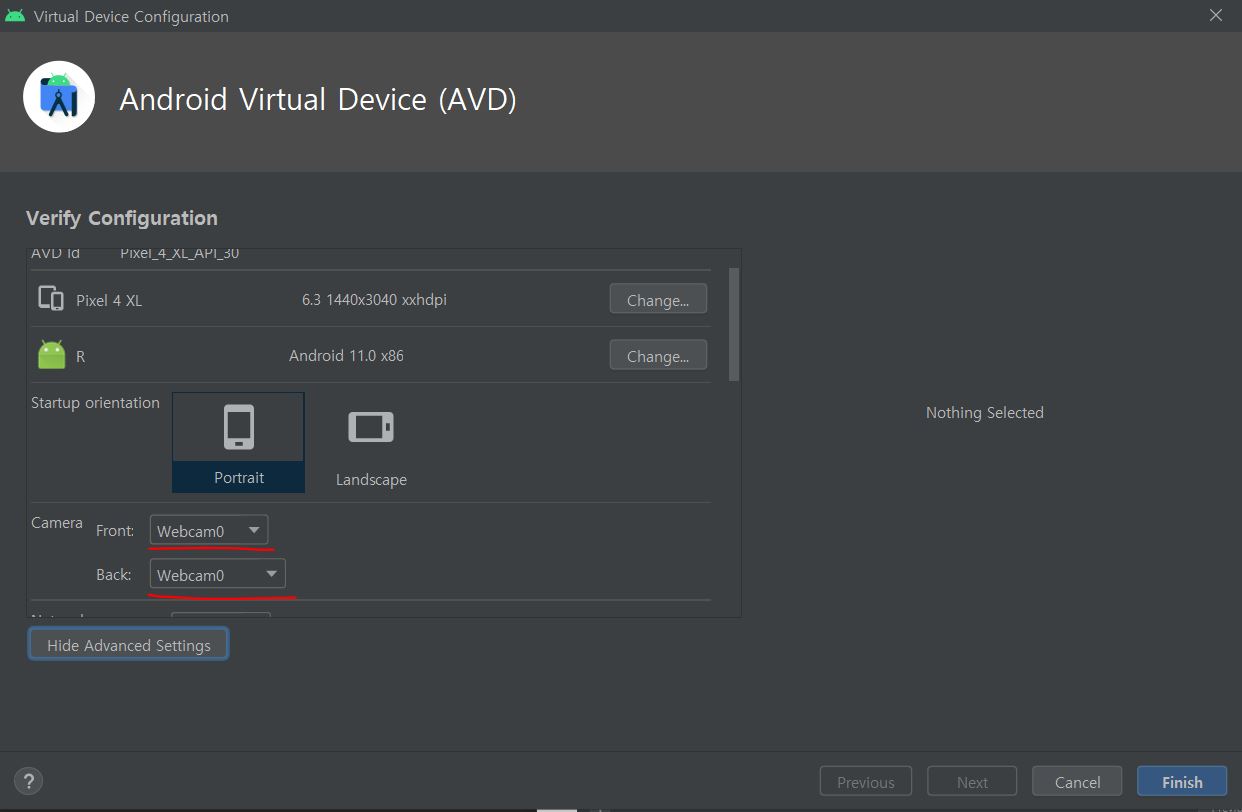 Virtual Device Configuration
Android Virtual Device (AVD)
Verify Configuration
AVD Id Pixel_4_XL_API_30
Pixel 4 XL 6.3 1440x3040 xxhdpi Change...
R Android 11.0 x86 Change...
Startup orientation
Portrait
Landscape
Nothing Selected
Camera Front: Webcam0
Back: Webcam0
Hide Advanced Settings
?
Previous Next Cancel Finish